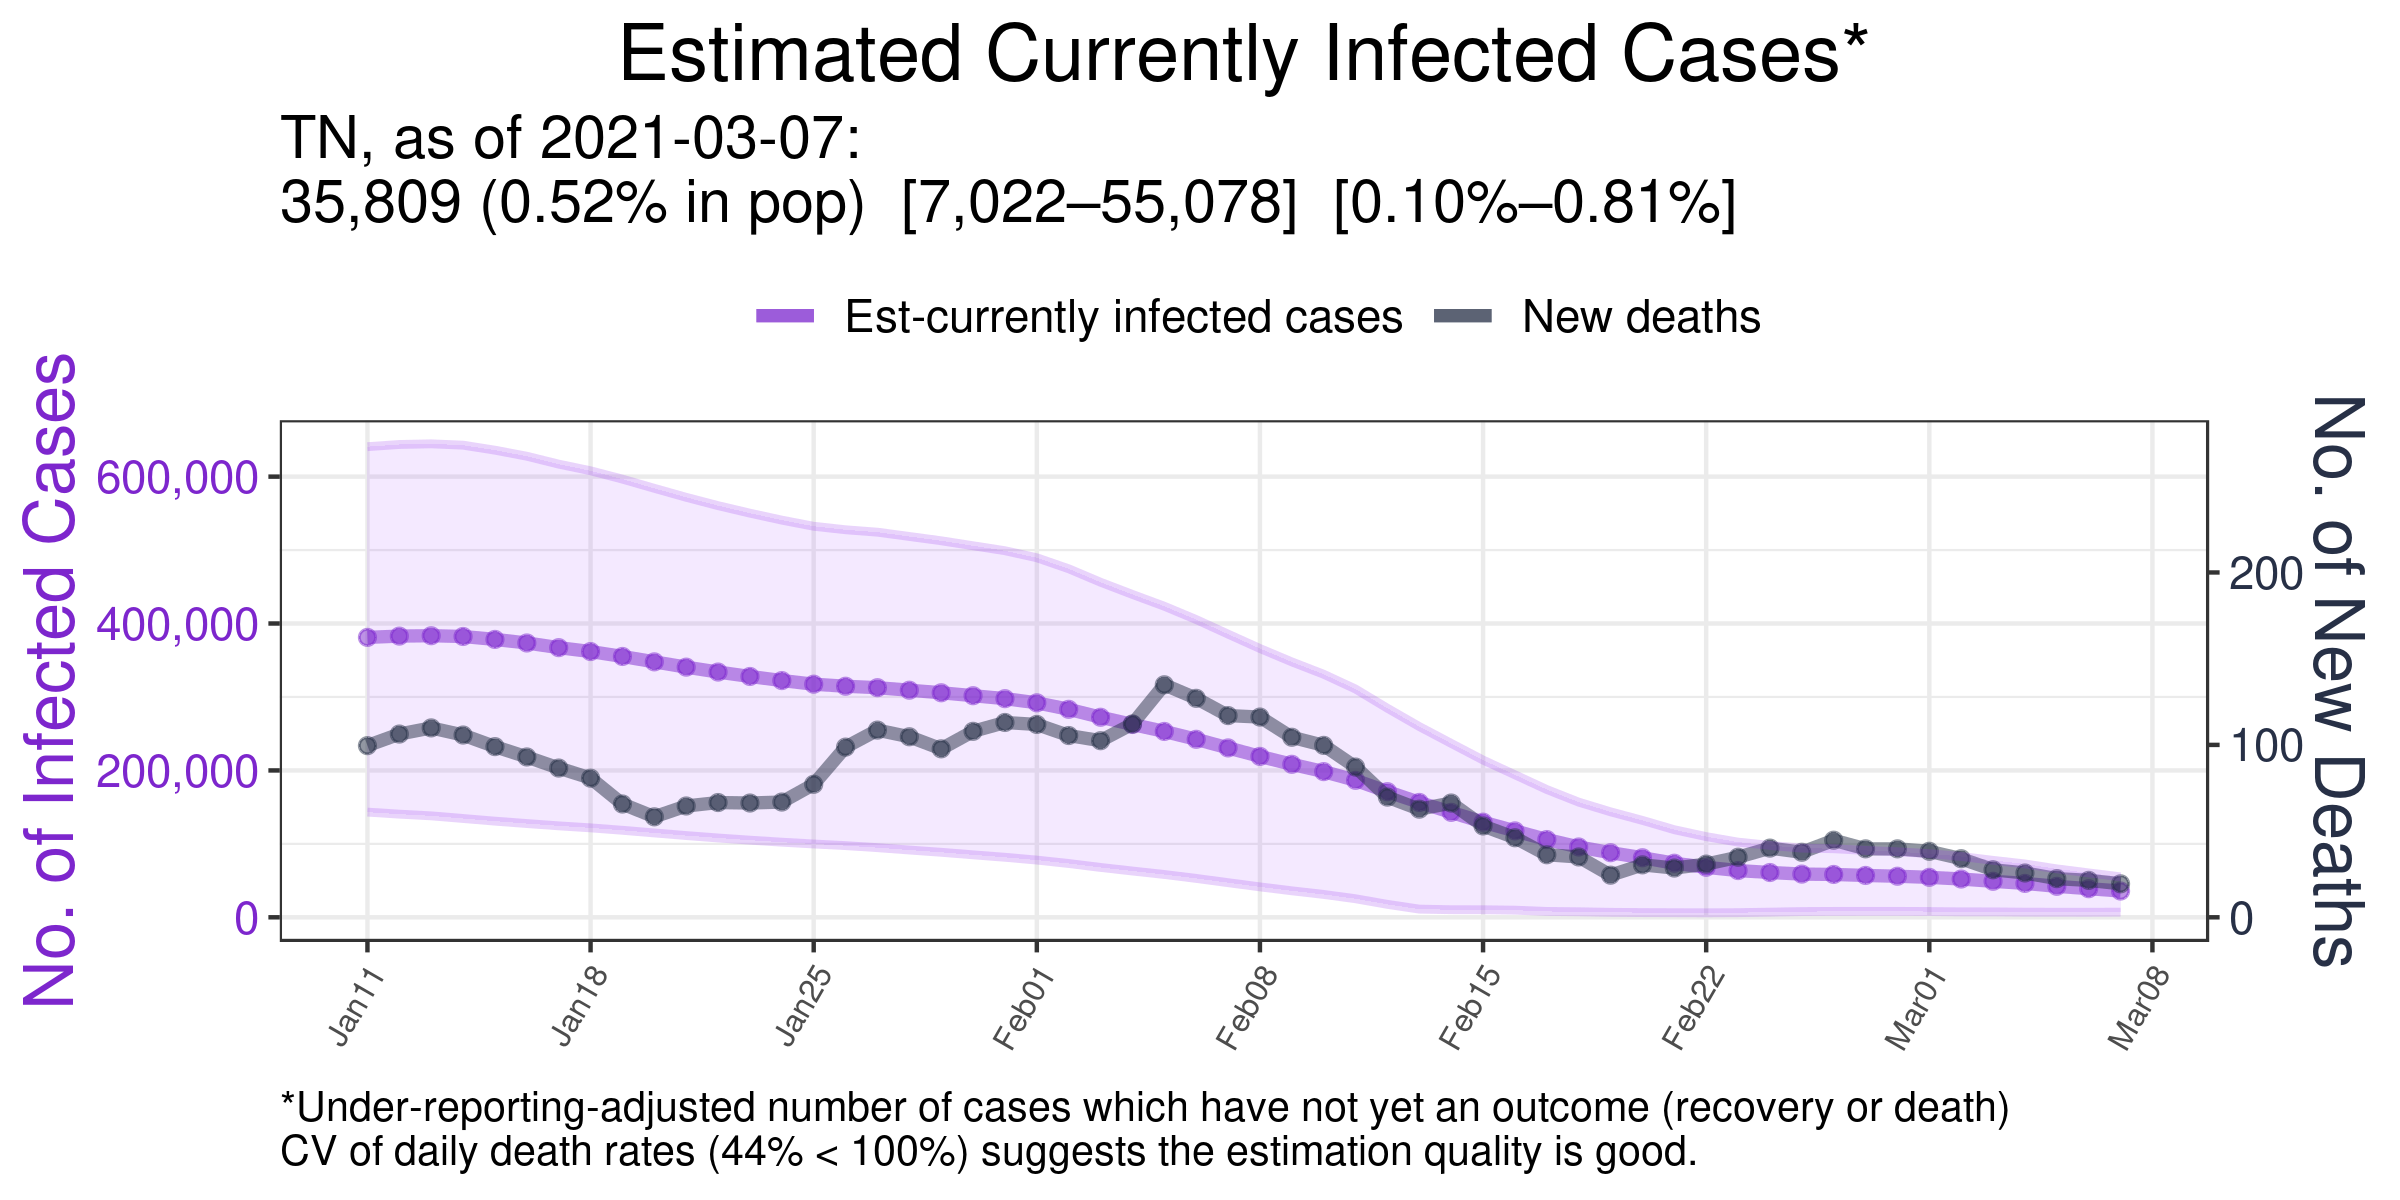 Estimated Currently Infected Cases*
TN, as of 2021-03-07:
35,809 (0.52% in pop)  [7,022–55,078]  [0.10%–0.81%]
Est-currently infected cases
New deaths
No. of Infected Cases
600,000
400,000
200,000
0
No. of New Deaths
200
100
0
Jan11
Jan18
Jan25
Feb01
Feb08
Feb15
Feb22
Mar01
Mar08
*Under-reporting-adjusted number of cases which have not yet an outcome (recovery or death)
CV of daily death rates (44% < 100%) suggests the estimation quality is good.